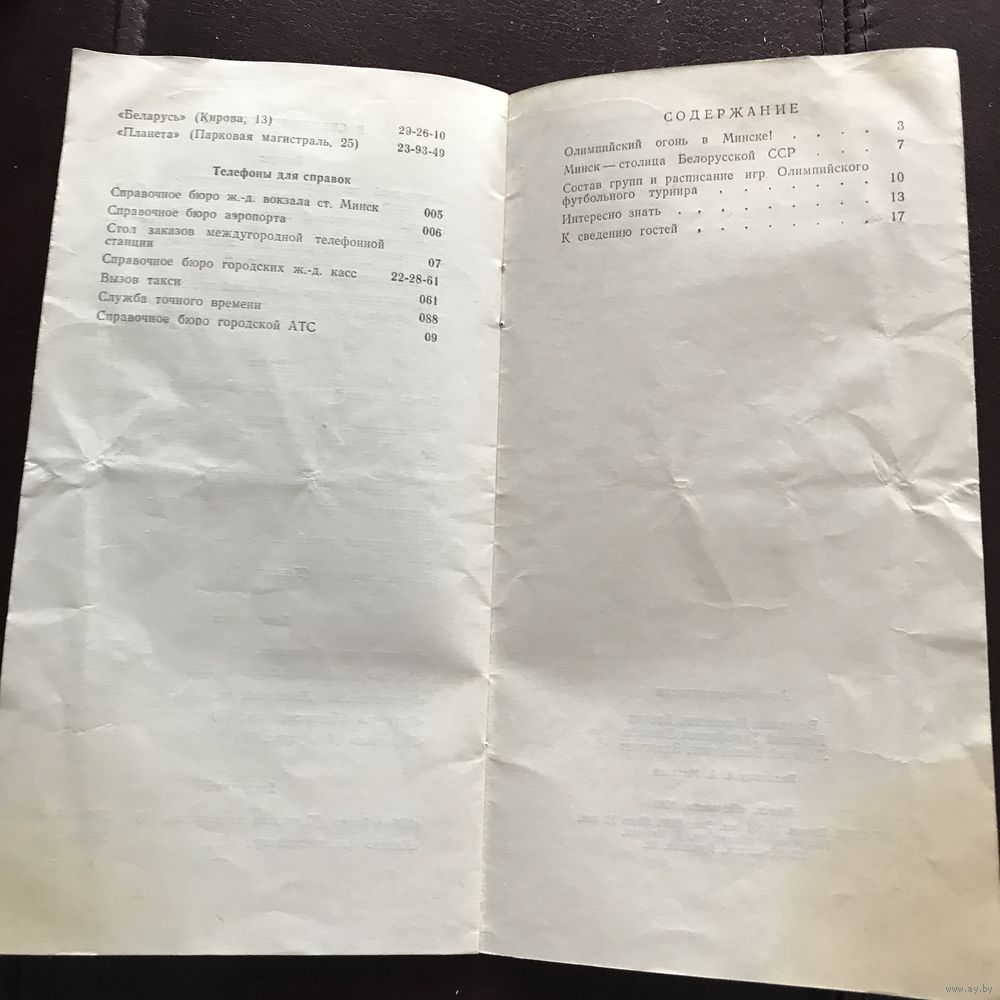 «Беларусь» (Кирова, 13) 29-26-10
«Планета» (Парковая магистраль, 25) 23-93-49
Телефоны для справок
Справочное бюро ж.-д. вокзала ст. Минск 005
Справочное бюро аэропорта 006
Стол заказов междугородной телефонной
станции 07
Справочное бюро городских ж.-д. касс 22-28-61
Вызов такси 061
Служба точного времени 088
Справочное бюро городской АТС 09
СОДЕРЖАНИЕ
Олимпийский огонь в Минске! . . . . 3
Минск — столица Белорусской ССР . . . 7
Состав групп и расписание игр Олимпийского
футбольного турнира . . . . . . . 10
Интересно знать . . . . . . . . 13
К сведению гостей . . . . . . . 17
www.ay.by